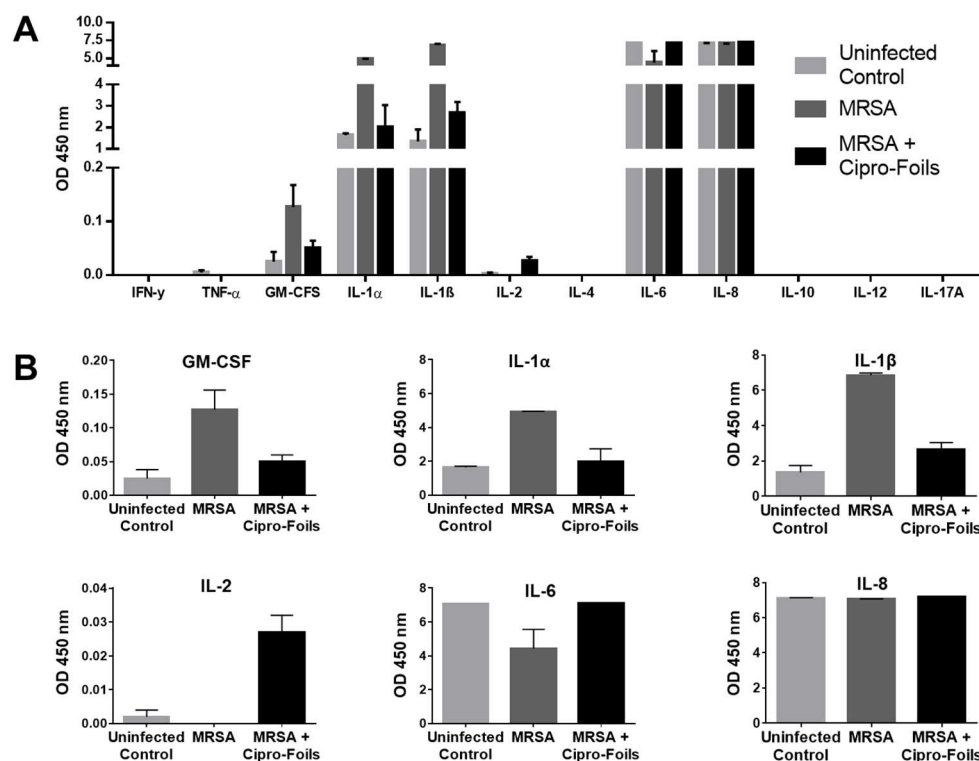 A
OD 450 nm
10.0
7.5
5.0
4
3
2
1
0.2
0.1
0.0
IFN-y TNF-α GM-CFS IL-1α IL-1ß IL-2 IL-4 IL-6 IL-8 IL-10 IL-12 IL-17A
Uninfected
Control
MRSA
MRSA +
Cipro-Foils
B
GM-CSF
OD 450 nm
0.20
0.15
0.10
0.05
0.00
Uninfected MRSA MRSA +
Control Cipro-Foils
IL-1α
OD 450 nm
8
6
4
2
0
Uninfected MRSA MRSA +
Control Cipro-Foils
IL-1β
OD 450 nm
8
6
4
2
0
Uninfected MRSA MRSA +
Control Cipro-Foils
IL-2
OD 450 nm
0.04
0.03
0.02
0.01
0.00
Uninfected MRSA MRSA +
Control Cipro-Foils
IL-6
OD 450 nm
8
6
4
2
0
Uninfected MRSA MRSA +
Control Cipro-Foils
IL-8
OD 450 nm
8
6
4
2
0
Uninfected MRSA MRSA +
Control Cipro-Foils